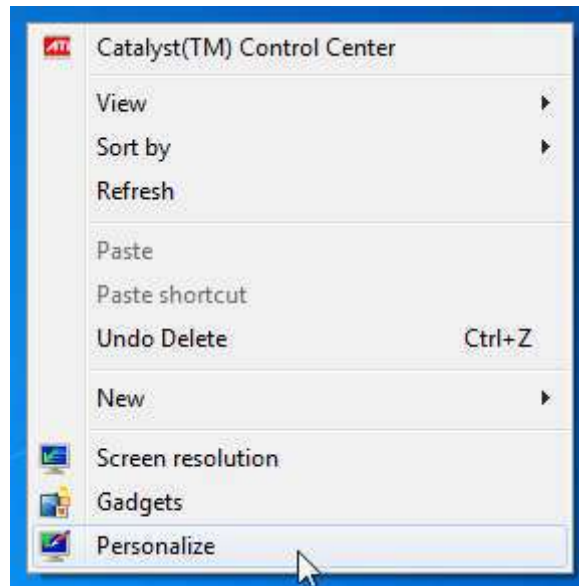 ATI Catalyst(TM) Control Center
View
Sort by
Refresh
Paste
Paste shortcut
Undo Delete Ctrl+Z
New
Screen resolution
Gadgets
Personalize